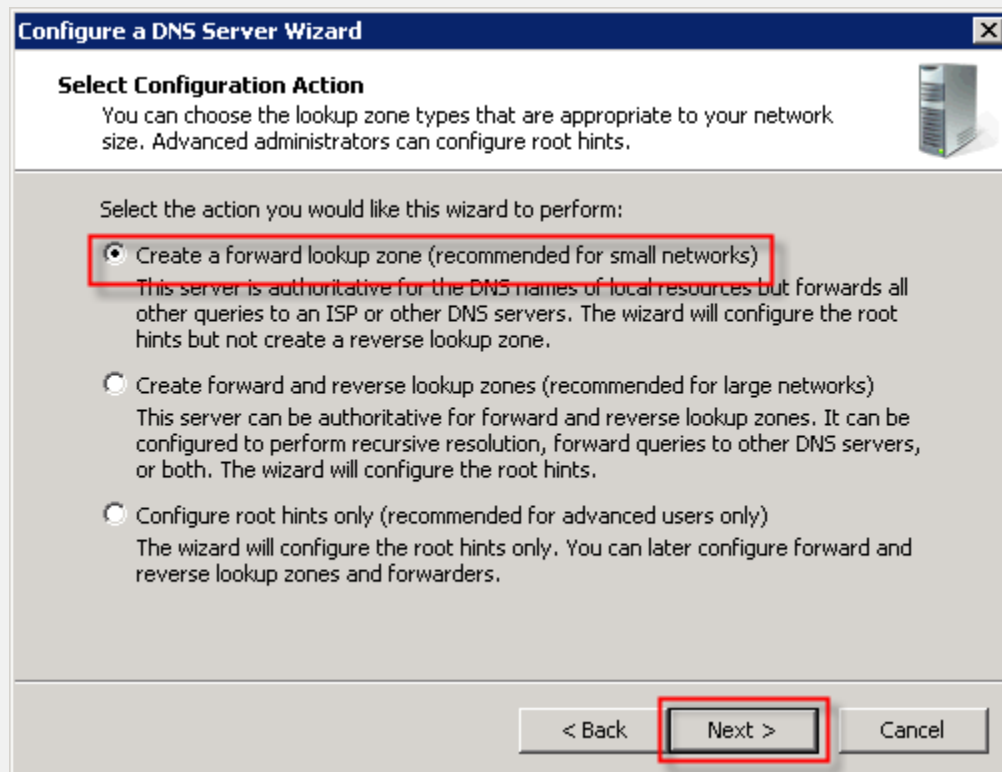 Configure a DNS Server Wizard
Select Configuration Action
You can choose the lookup zone types that are appropriate to your network
size. Advanced administrators can configure root hints.
Select the action you would like this wizard to perform:
Create a forward lookup zone (recommended for small networks)
This server is authoritative for the DNS names of local resources but forwards all
other queries to an ISP or other DNS servers. The wizard will configure the root
hints but not create a reverse lookup zone.
Create forward and reverse lookup zones (recommended for large networks)
This server can be authoritative for forward and reverse lookup zones. It can be
configured to perform recursive resolution, forward queries to other DNS servers,
or both. The wizard will configure the root hints.
Configure root hints only (recommended for advanced users only)
The wizard will configure the root hints only. You can later configure forward and
reverse lookup zones and forwarders.
< Back Next > Cancel